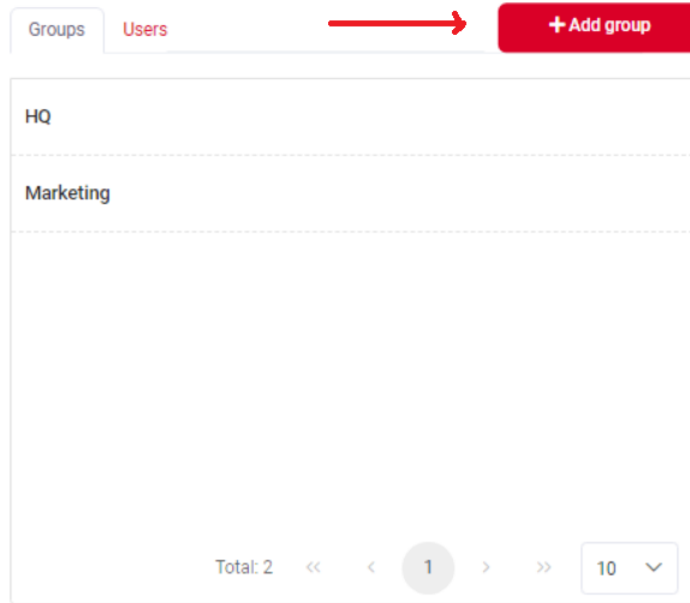 Groups Users + Add group
HQ
Marketing
Total: 2 « ‹ 1 › » 10